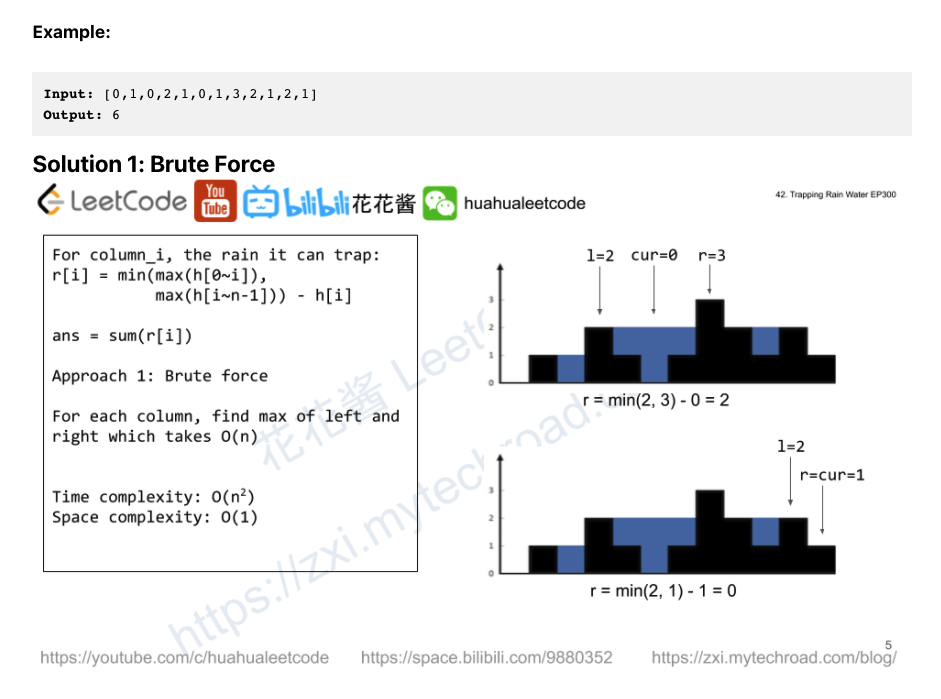 Example:
Input: [0,1,0,2,1,0,1,3,2,1,2,1]
Output: 6
Solution 1: Brute Force
LeetCode You Tube bilibili 花花酱 huahualeetcode
42. Trapping Rain Water EP300
For column_i, the rain it can trap:
r[i] = min(max(h[0~i]),
max(h[i~n-1])) - h[i]
ans = sum(r[i])
Approach 1: Brute force
For each column, find max of left and
right which takes O(n)
Time complexity: O(n²)
Space complexity: O(1)
l=2 cur=0 r=3
3
2
1
0
r = min(2, 3) - 0 = 2
l=2
r=cur=1
3
2
1
0
r = min(2, 1) - 1 = 0
花花酱 LeetC
https://zxi.mytechroad.c
5
https://youtube.com/c/huahualeetcode https://space.bilibili.com/9880352 https://zxi.mytechroad.com/blog/